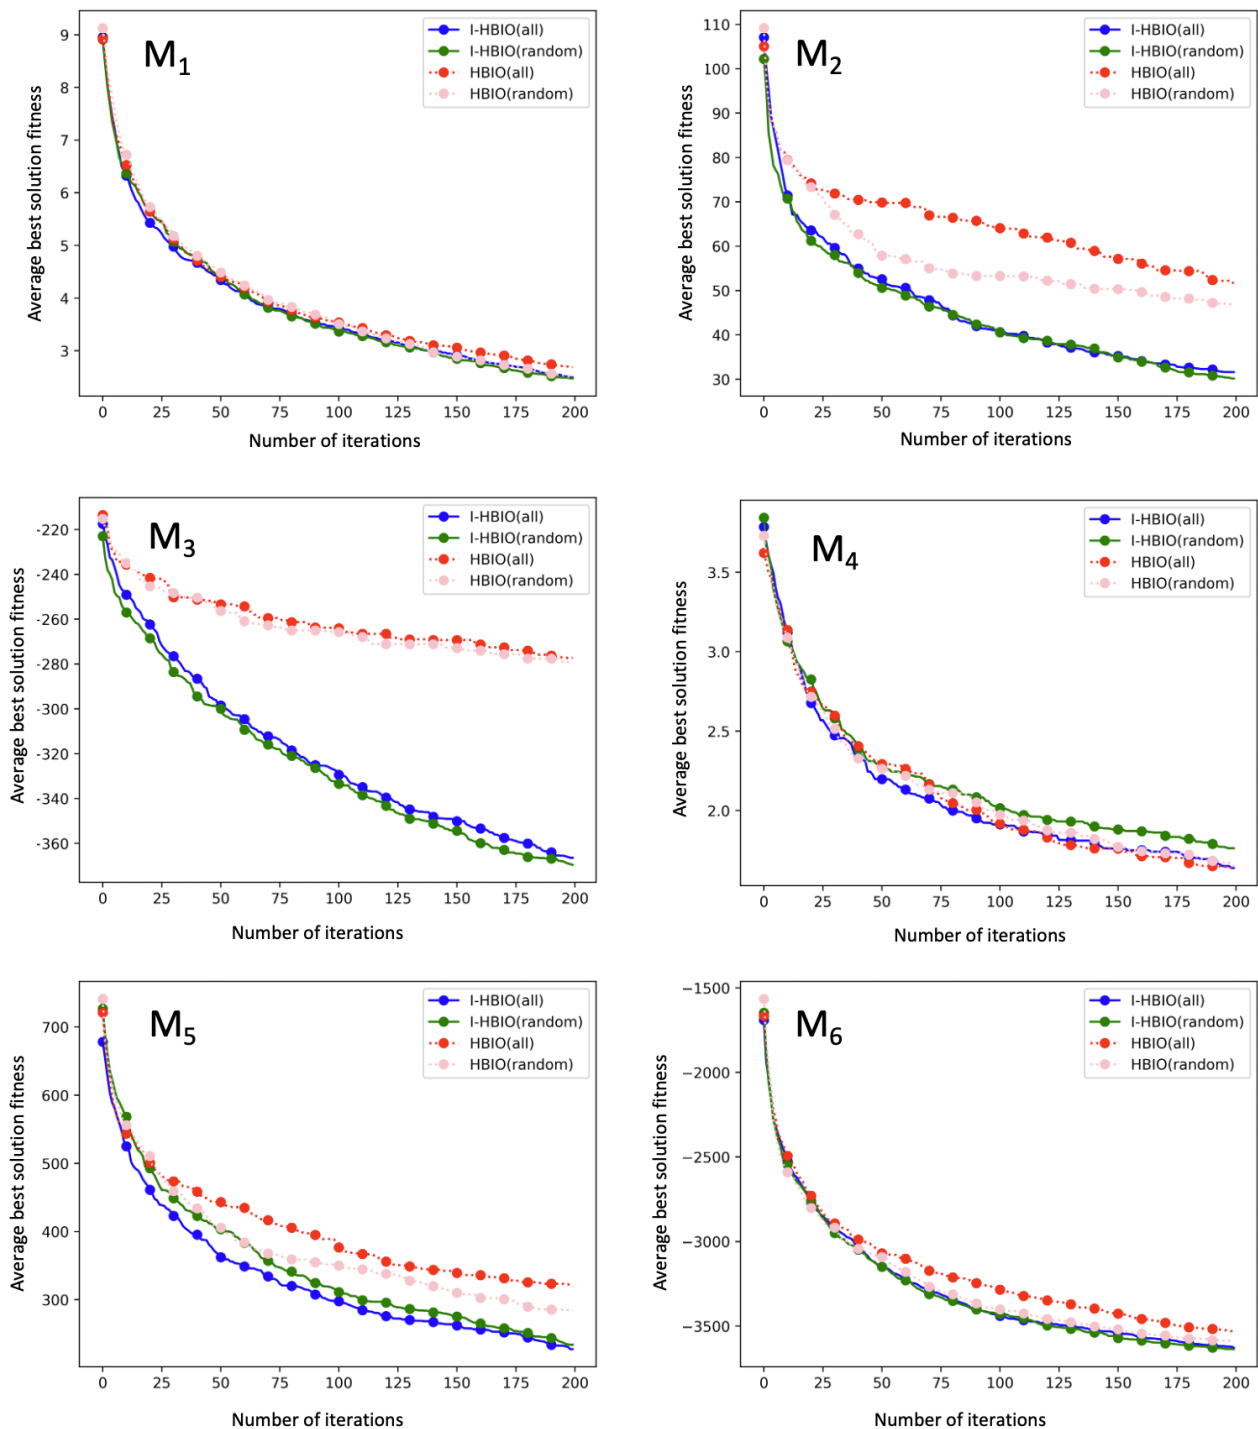 M1
I-HBIO(all)
I-HBIO(random)
HBIO(all)
HBIO(random)
Average best solution fitness
9
8
7
6
5
4
3
0 25 50 75 100 125 150 175 200
Number of iterations
M2
I-HBIO(all)
I-HBIO(random)
HBIO(all)
HBIO(random)
Average best solution fitness
110
100
90
80
70
60
50
40
30
0 25 50 75 100 125 150 175 200
Number of iterations
M3
I-HBIO(all)
I-HBIO(random)
HBIO(all)
HBIO(random)
Average best solution fitness
-220
-240
-260
-280
-300
-320
-340
-360
0 25 50 75 100 125 150 175 200
Number of iterations
M4
I-HBIO(all)
I-HBIO(random)
HBIO(all)
HBIO(random)
Average best solution fitness
3.5
3.0
2.5
2.0
0 25 50 75 100 125 150 175 200
Number of iterations
M5
I-HBIO(all)
I-HBIO(random)
HBIO(all)
HBIO(random)
Average best solution fitness
700
600
500
400
300
0 25 50 75 100 125 150 175 200
Number of iterations
M6
I-HBIO(all)
I-HBIO(random)
HBIO(all)
HBIO(random)
Average best solution fitness
−1500
−2000
−2500
−3000
−3500
0 25 50 75 100 125 150 175 200
Number of iterations